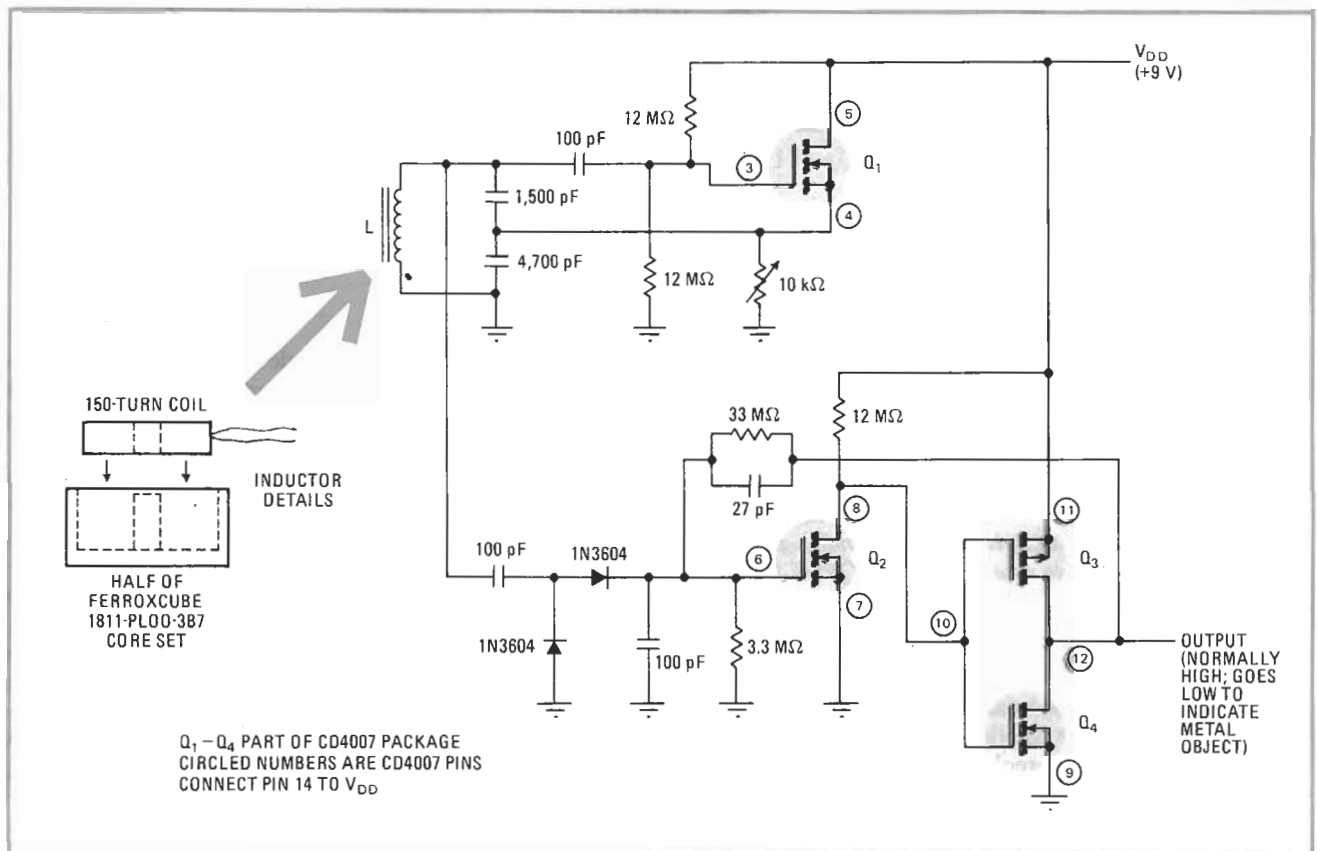 V_DD
(+9 V)
12 MΩ
5
100 pF
3
Q₁
1,500 pF
4
L
4,700 pF
12 MΩ
10 kΩ
150-TURN COIL
33 MΩ
12 MΩ
INDUCTOR
DETAILS
27 pF
8
11
100 pF
1N3604
6
Q₂
Q₃
7
HALF OF
FERROXCUBE
1811-PLOO-3B7
CORE SET
10
1N3604
100 pF
3.3 MΩ
12
OUTPUT
(NORMALLY
HIGH; GOES
LOW TO
INDICATE
METAL
OBJECT)
Q₄
9
Q₁–Q₄ PART OF CD4007 PACKAGE
CIRCLED NUMBERS ARE CD4007 PINS
CONNECT PIN 14 TO V_DD